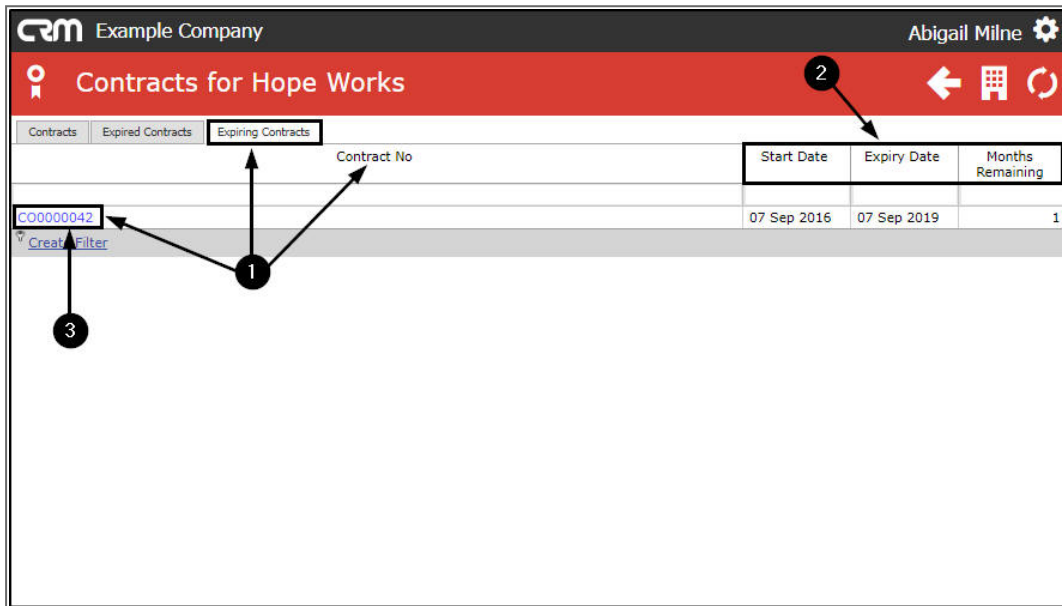 CRM Example Company Abigail Milne
Contracts for Hope Works
2
Contracts Expired Contracts Expiring Contracts
Contract No Start Date Expiry Date Months
Remaining
CO0000042 07 Sep 2016 07 Sep 2019 1
Create Filter
1
3